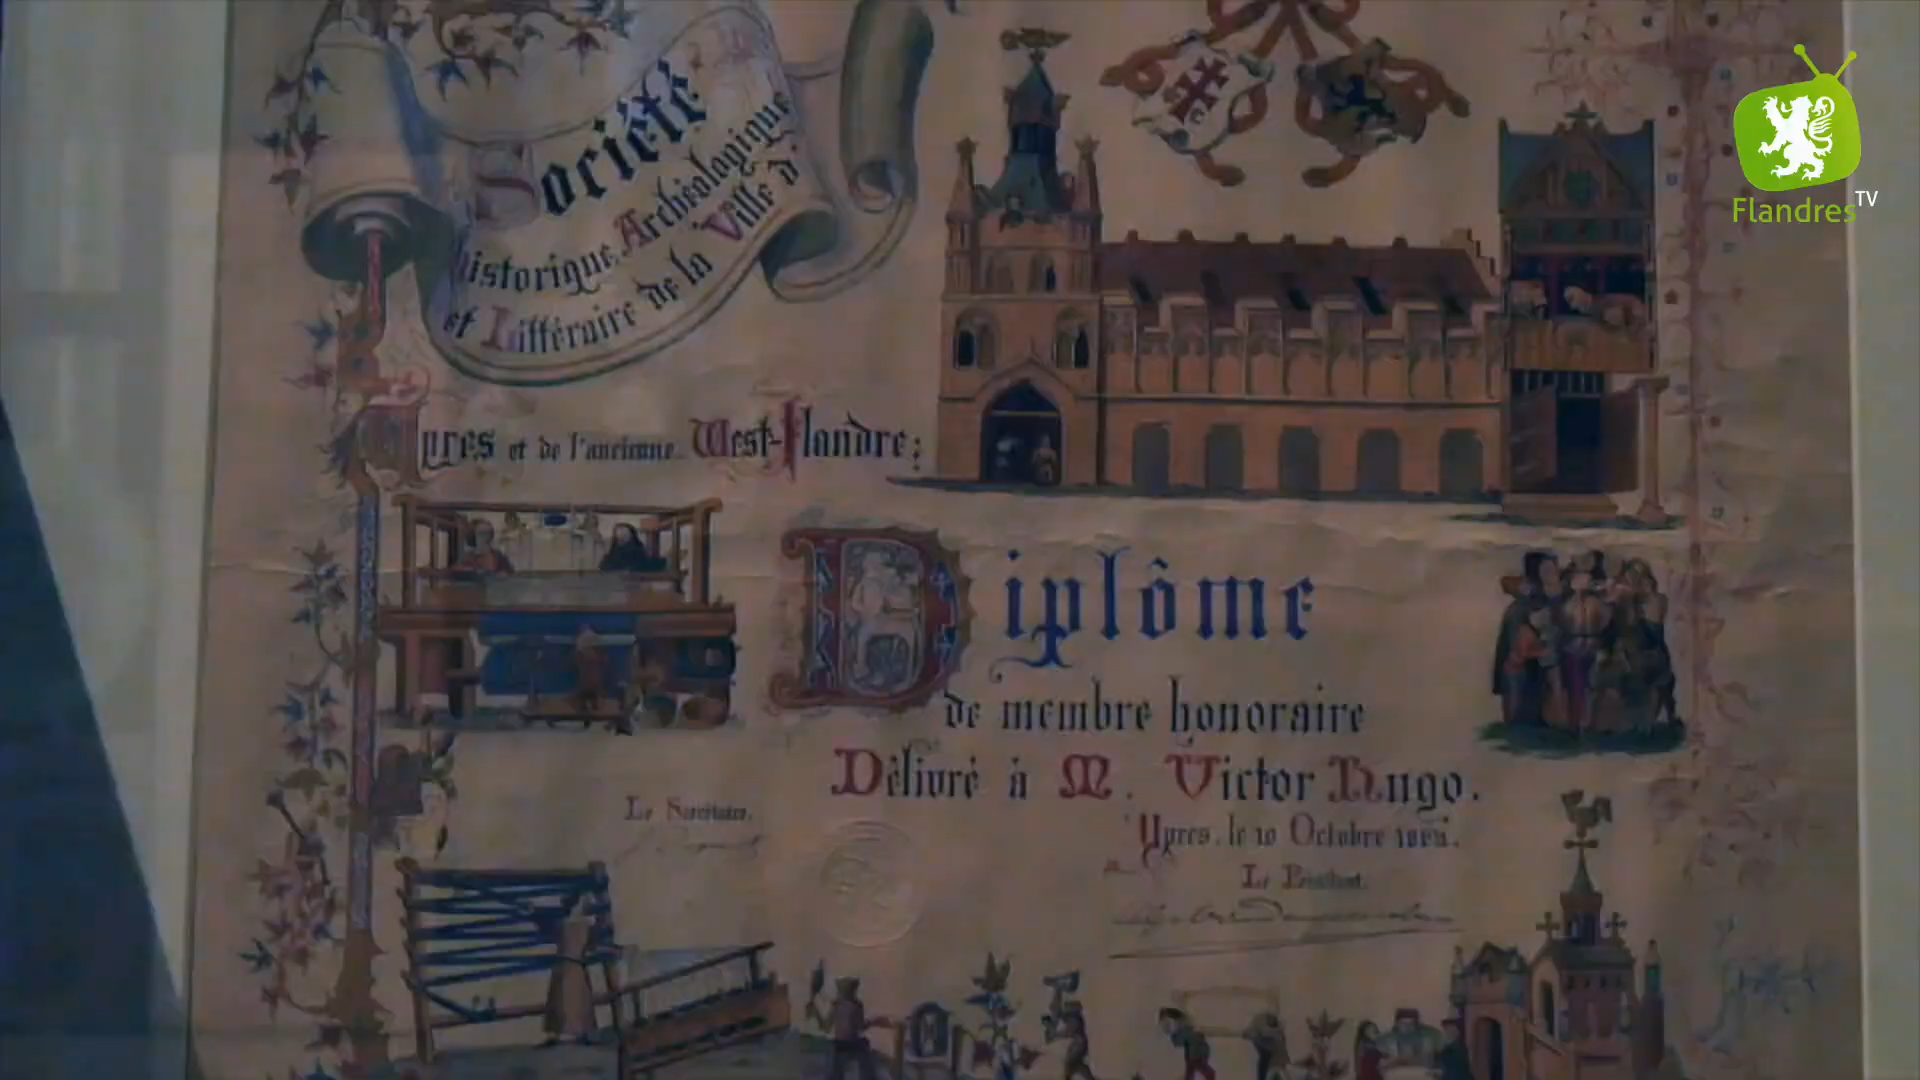 Société
historique, Archéologique
et Littéraire de la Ville d'
Ypres et de l'ancienne West-Flandre;
Diplôme
de membre honoraire
Délivré à M. Victor Hugo.
Le Secrétaire,
Ypres, le 10 Octobre
Le Président,
Flandres TV